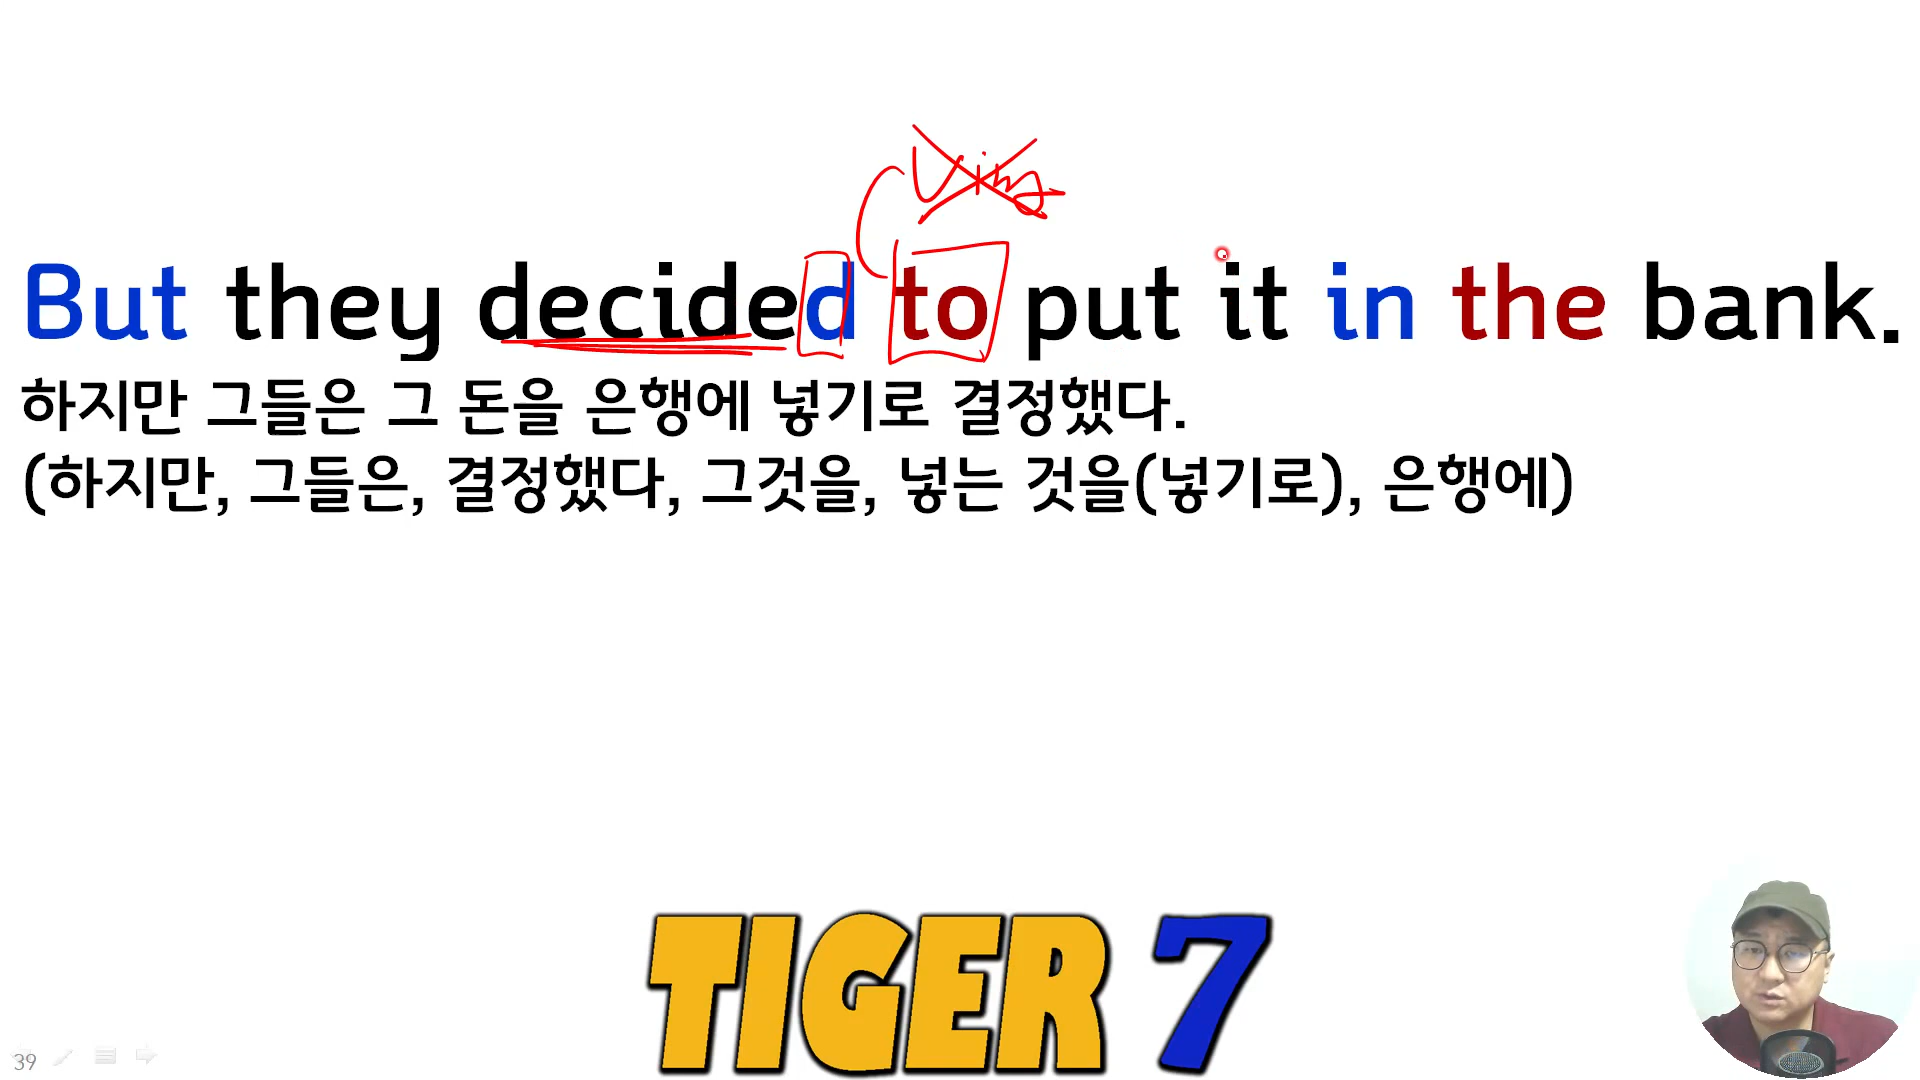 Ving
But they decided to put it in the bank.
하지만 그들은 그 돈을 은행에 넣기로 결정했다.
(하지만, 그들은, 결정했다, 그것을, 넣는 것을(넣기로), 은행에)
TIGER 7
39